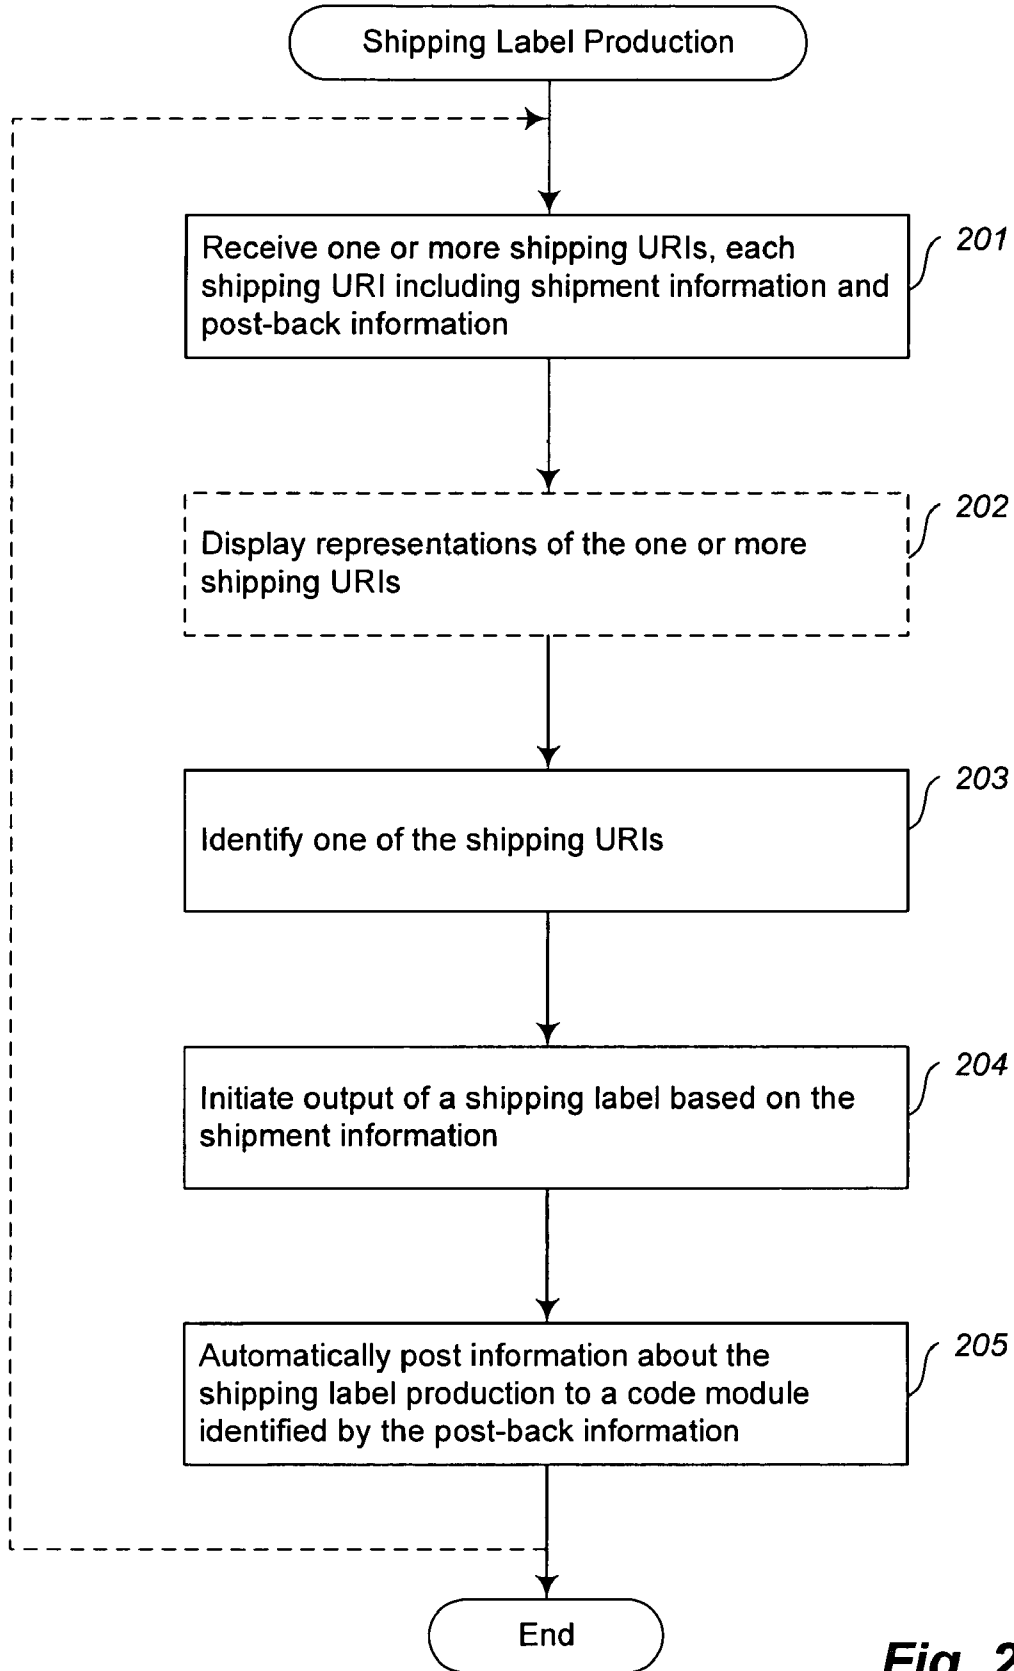 Shipping Label Production
201
Receive one or more shipping URIs, each
shipping URI including shipment information and
post-back information
202
Display representations of the one or more
shipping URIs
203
Identify one of the shipping URIs
204
Initiate output of a shipping label based on the
shipment information
205
Automatically post information about the
shipping label production to a code module
identified by the post-back information
End
Fig. 2